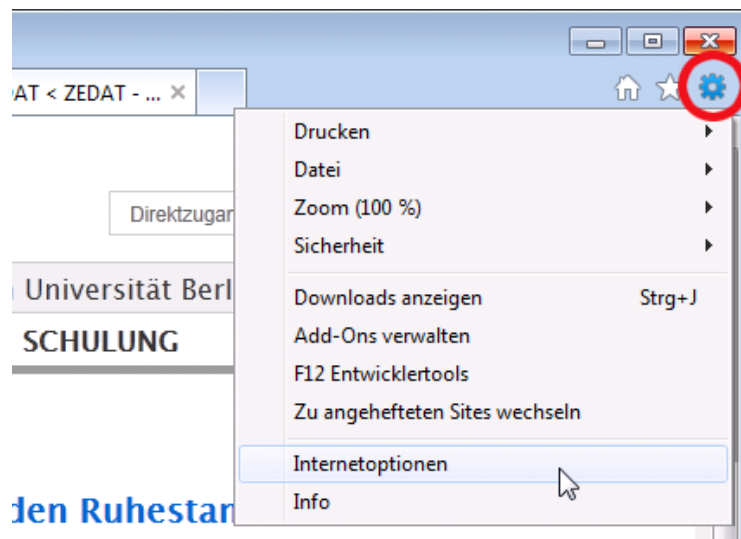 AT < ZEDAT - ... ×
Drucken
Datei
Direktzugar
Zoom (100 %)
Sicherheit
Universität Berl
Downloads anzeigen Strg+J
SCHULUNG
Add-Ons verwalten
F12 Entwicklertools
Zu angehefteten Sites wechseln
Internetoptionen
Info
den Ruhestan